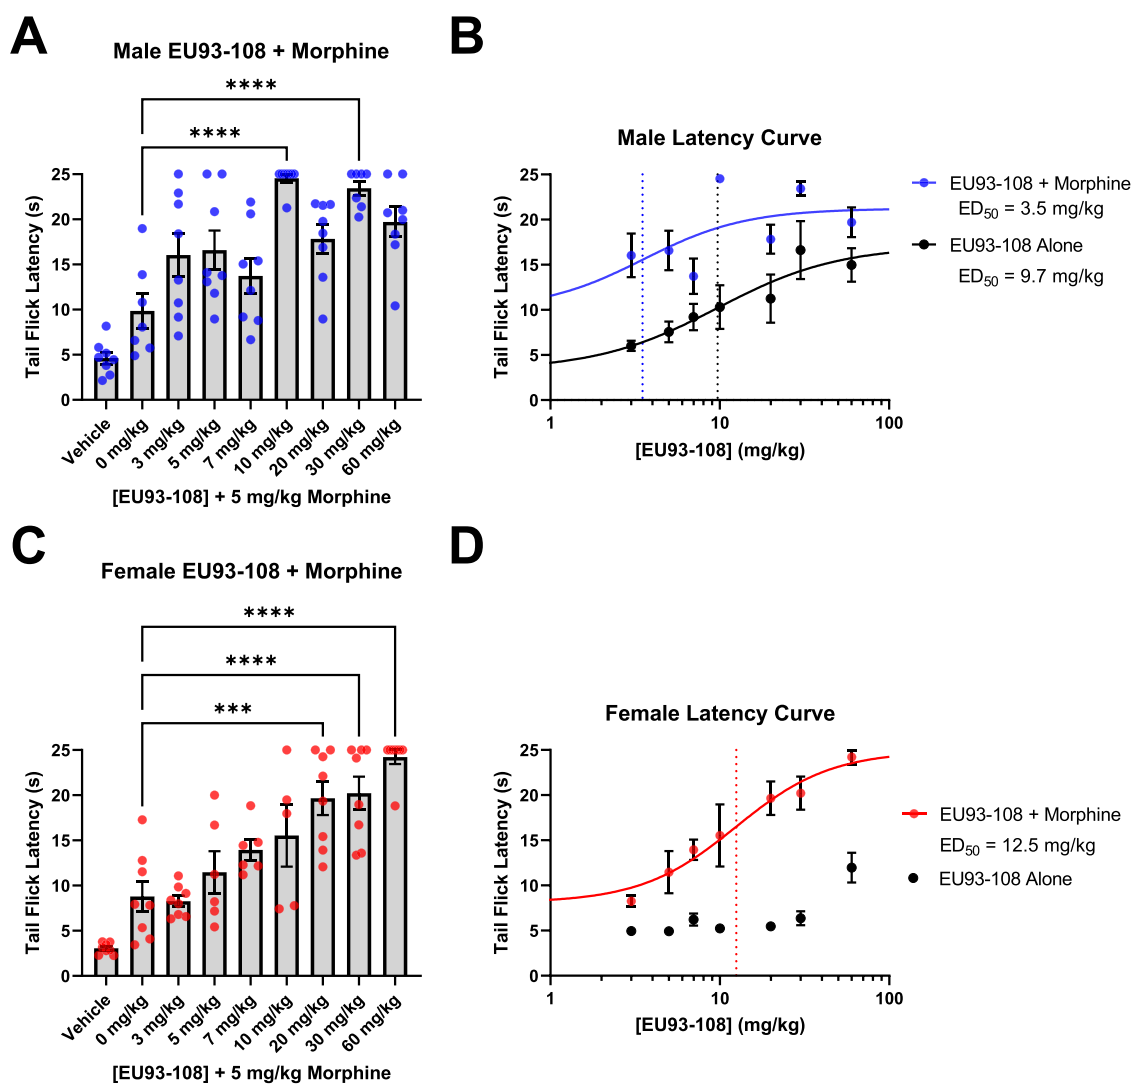 A
Male EU93-108 + Morphine
****
****
Tail Flick Latency (s)
25
20
15
10
5
0
Vehicle
0 mg/kg
3 mg/kg
5 mg/kg
7 mg/kg
10 mg/kg
20 mg/kg
30 mg/kg
60 mg/kg
[EU93-108] + 5 mg/kg Morphine
B
Male Latency Curve
Tail Flick Latency (s)
25
20
15
10
5
0
1
10
100
[EU93-108] (mg/kg)
EU93-108 + Morphine
ED50 = 3.5 mg/kg
EU93-108 Alone
ED50 = 9.7 mg/kg
C
Female EU93-108 + Morphine
****
****
***
Tail Flick Latency (s)
25
20
15
10
5
0
Vehicle
0 mg/kg
3 mg/kg
5 mg/kg
7 mg/kg
10 mg/kg
20 mg/kg
30 mg/kg
60 mg/kg
[EU93-108] + 5 mg/kg Morphine
D
Female Latency Curve
Tail Flick Latency (s)
25
20
15
10
5
0
1
10
100
[EU93-108] (mg/kg)
EU93-108 + Morphine
ED50 = 12.5 mg/kg
EU93-108 Alone